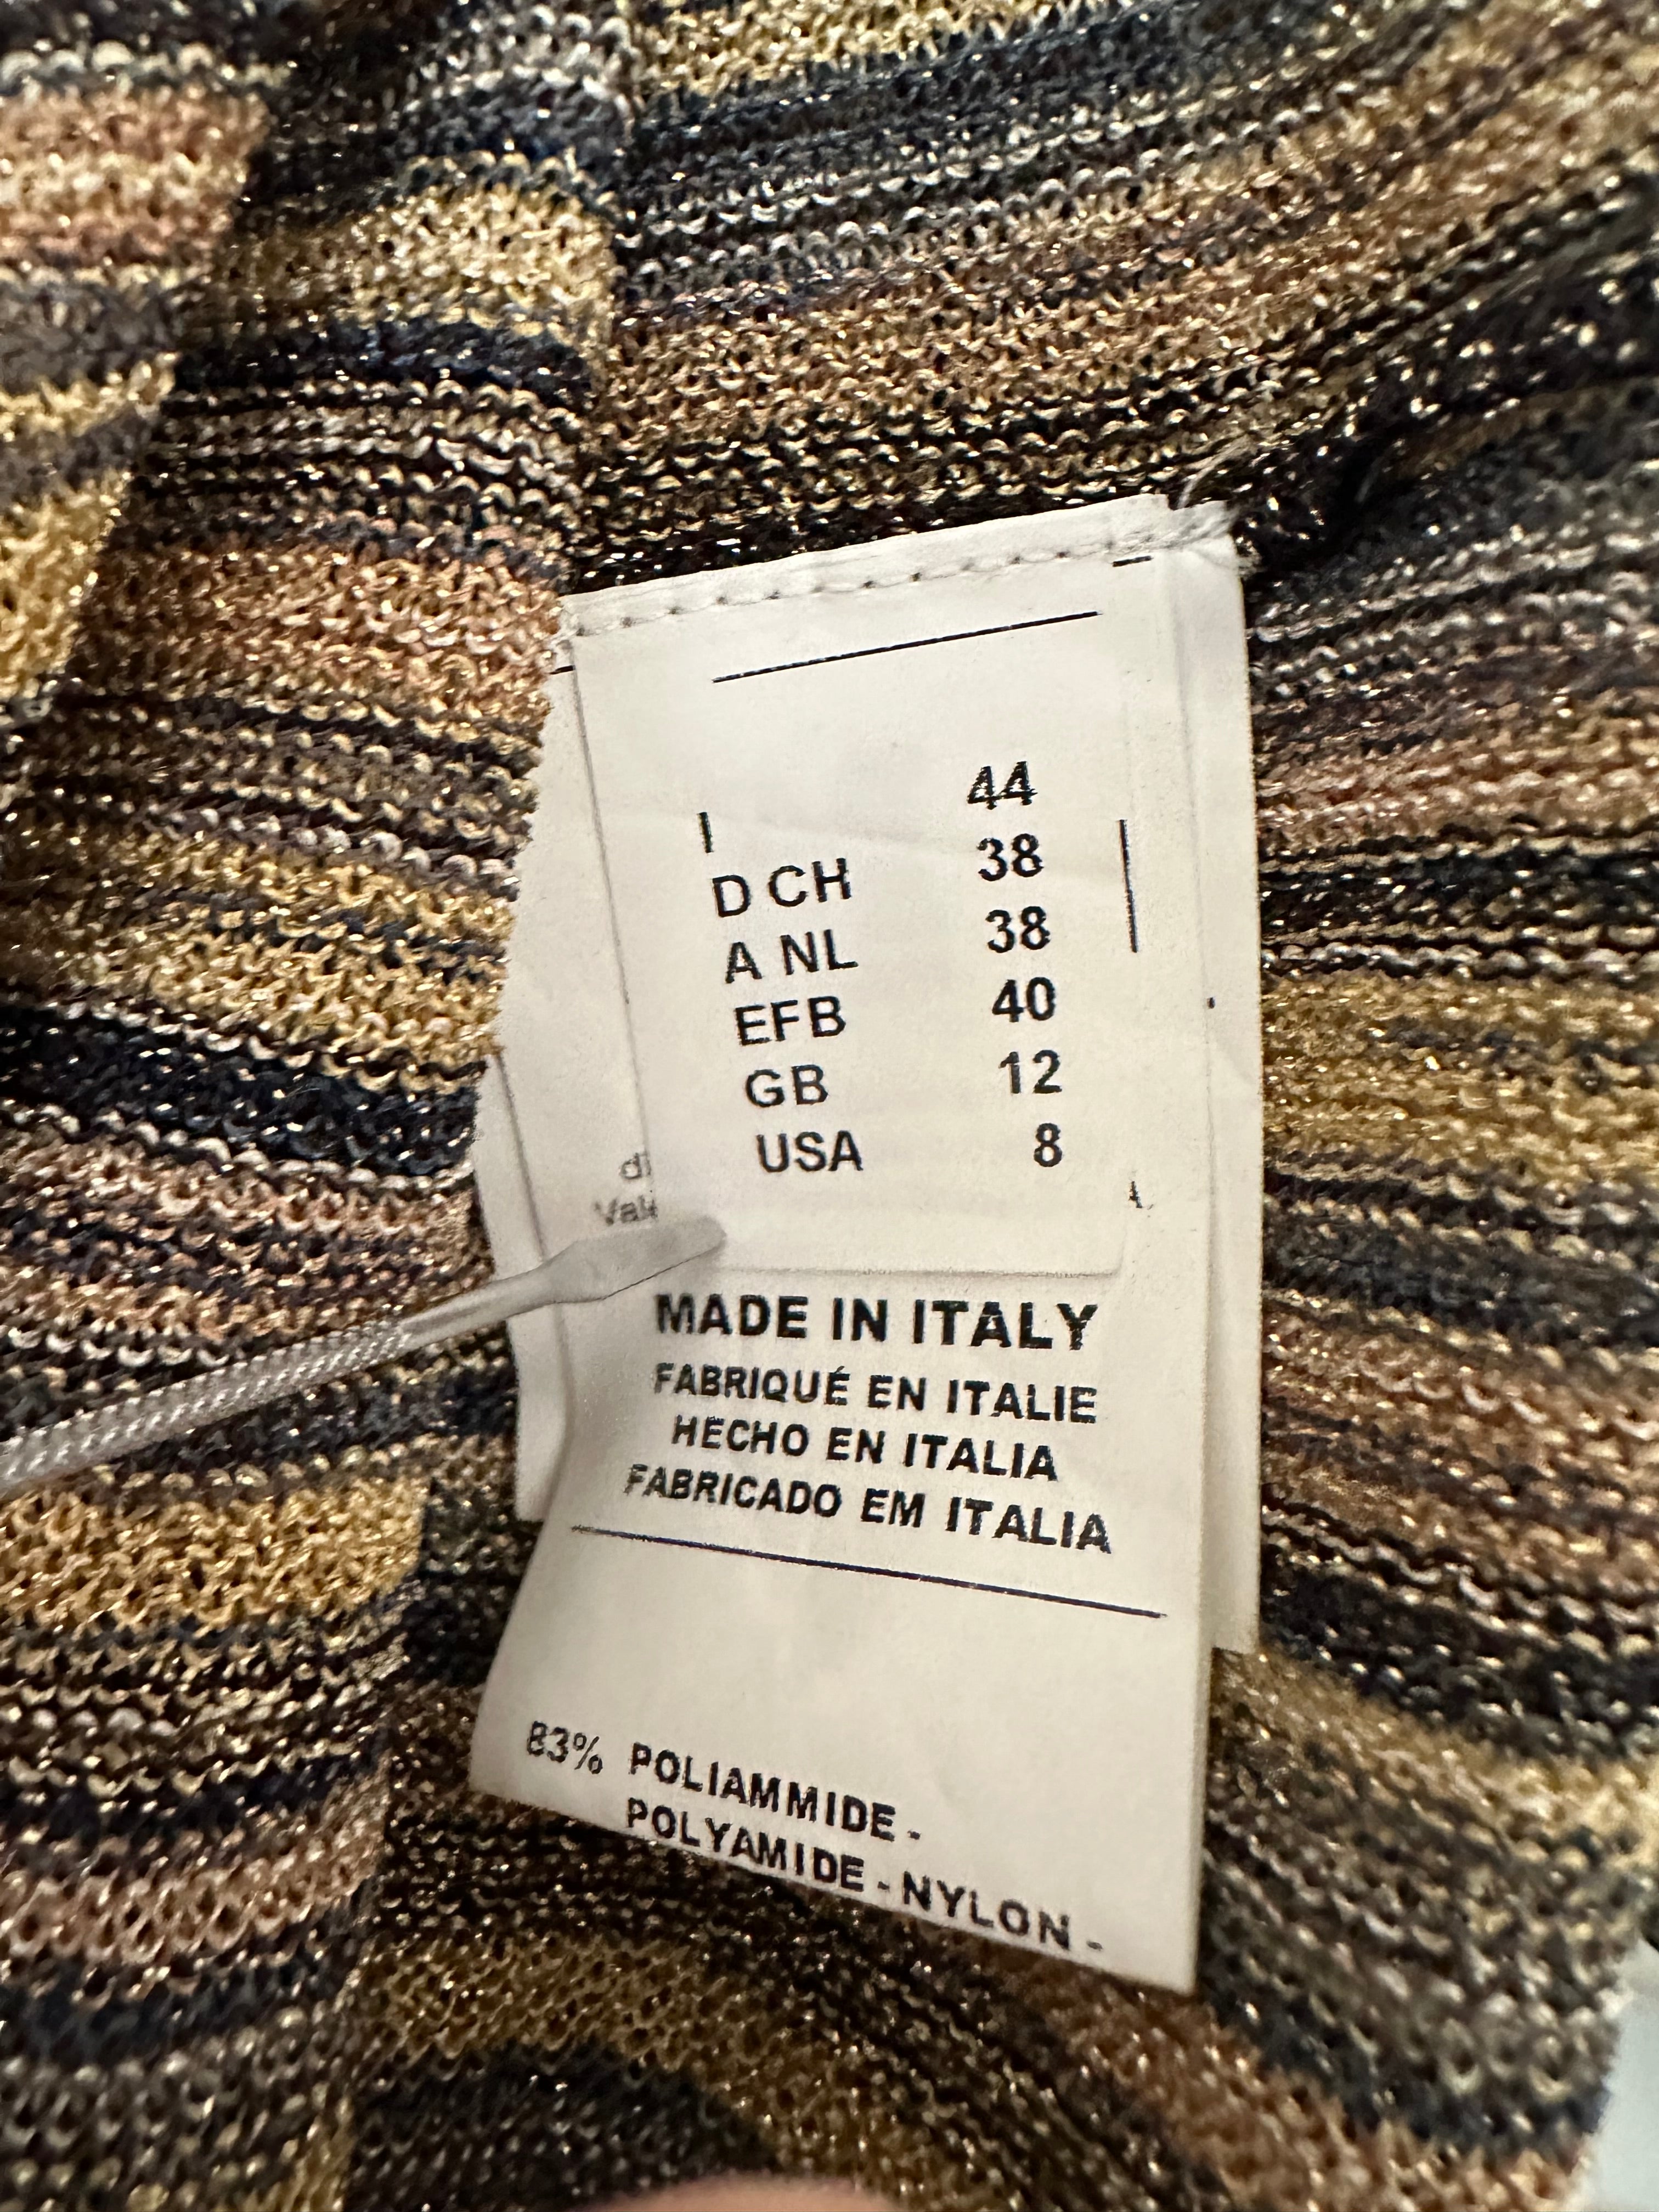 I 44
D CH 38
A NL 38
EFB 40
GB 12
USA 8
di
MADE IN ITALY
FABRIQUÉ EN ITALIE
HECHO EN ITALIA
FABRICADO EM ITALIA
83% POLIAMMIDE -
POLYAMIDE - NYLON -